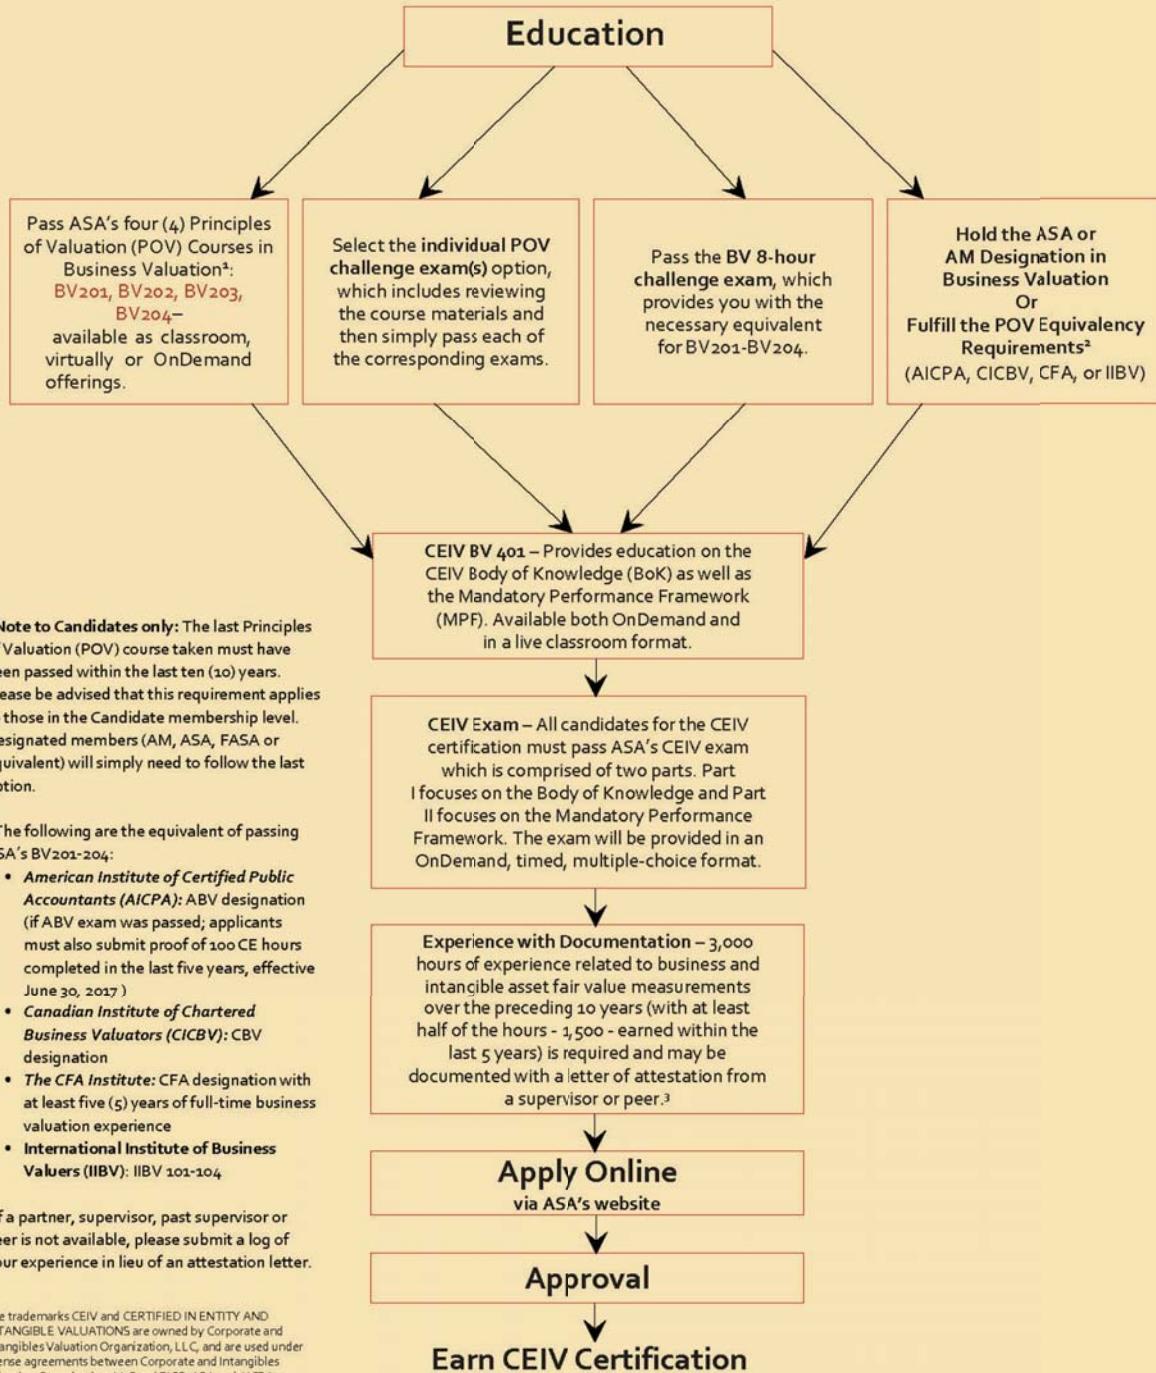 Education
Pass ASA's four (4) Principles
of Valuation (POV) Courses in
Business Valuation¹:
BV201, BV202, BV203,
BV204–
available as classroom,
virtually or OnDemand
offerings.
Select the individual POV
challenge exam(s) option,
which includes reviewing
the course materials and
then simply pass each of
the corresponding exams.
Pass the BV 8-hour
challenge exam, which
provides you with the
necessary equivalent
for BV201-BV204.
Hold the ASA or
AM Designation in
Business Valuation
Or
Fulfill the POV Equivalency
Requirements²
(AICPA, CICBV, CFA, or IIBV)
CEIV BV 401 – Provides education on the
CEIV Body of Knowledge (BoK) as well as
the Mandatory Performance Framework
(MPF). Available both OnDemand and
in a live classroom format.
CEIV Exam – All candidates for the CEIV
certification must pass ASA's CEIV exam
which is comprised of two parts. Part
I focuses on the Body of Knowledge and Part
II focuses on the Mandatory Performance
Framework. The exam will be provided in an
OnDemand, timed, multiple-choice format.
Experience with Documentation – 3,000
hours of experience related to business and
intangible asset fair value measurements
over the preceding 10 years (with at least
half of the hours - 1,500 - earned within the
last 5 years) is required and may be
documented with a letter of attestation from
a supervisor or peer.³
Apply Online
via ASA's website
Approval
Earn CEIV Certification
Note to Candidates only: The last Principles
Valuation (POV) course taken must have
een passed within the last ten (10) years.
ease be advised that this requirement applies
those in the Candidate membership level.
esignated members (AM, ASA, FASA or
quivalent) will simply need to follow the last
ption.
The following are the equivalent of passing
SA's BV201-204:
• American Institute of Certified Public
Accountants (AICPA): ABV designation
(if ABV exam was passed; applicants
must also submit proof of 100 CE hours
completed in the last five years, effective
June 30, 2017 )
• Canadian Institute of Chartered
Business Valuators (CICBV): CBV
designation
• The CFA Institute: CFA designation with
at least five (5) years of full-time business
valuation experience
• International Institute of Business
Valuers (IIBV): IIBV 101-104
f a partner, supervisor, past supervisor or
eer is not available, please submit a log of
our experience in lieu of an attestation letter.
e trademarks CEIV and CERTIFIED IN ENTITY AND
TANGIBLE VALUATIONS are owned by Corporate and
angibles Valuation Organization, LLC, and are used under
ense agreements between Corporate and Intangibles